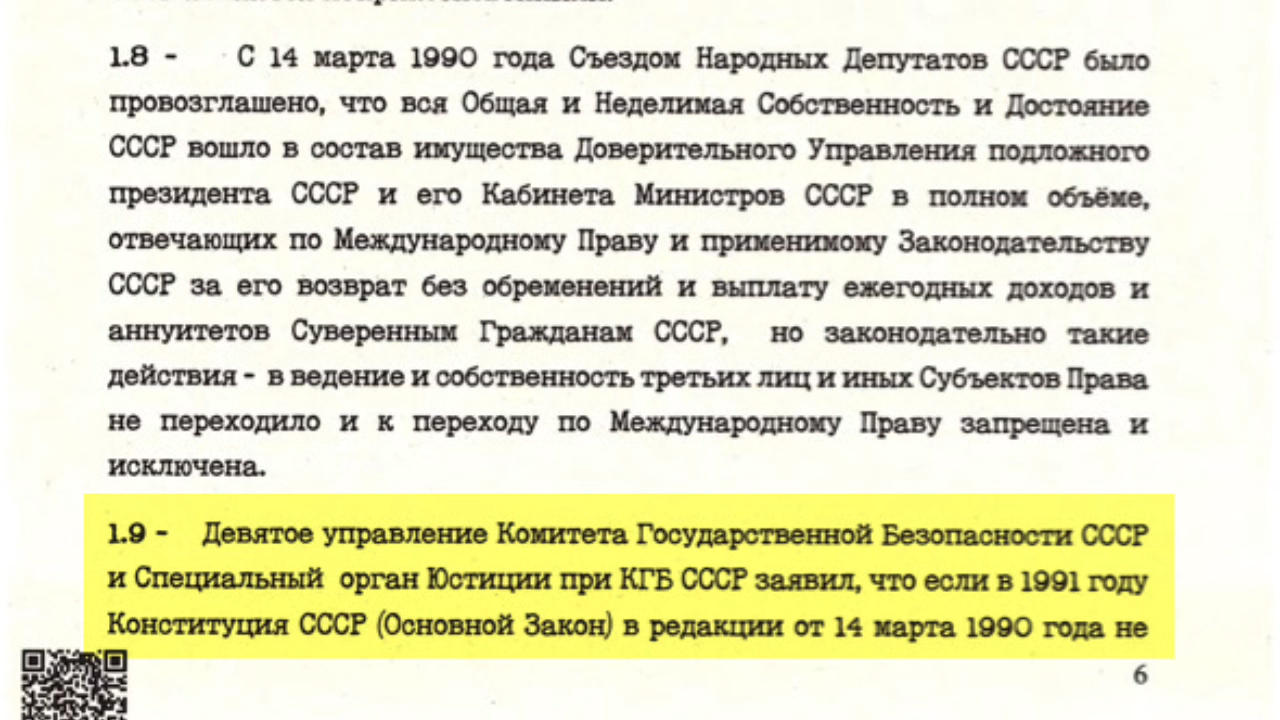 1.8 - С 14 марта 1990 года Съездом Народных Депутатов СССР было
провозглашено, что вся Общая и Неделимая Собственность и Достояние
СССР вошло в состав имущества Доверительного Управления подложного
президента СССР и его Кабинета Министров СССР в полном объёме,
отвечающих по Международному Праву и применимому Законодательству
СССР за его возврат без обременений и выплату ежегодных доходов и
аннуитетов Суверенным Гражданам СССР, но законодательно такие
действия - в ведение и собственность третьих лиц и иных Субъектов Права
не переходило и к переходу по Международному Праву запрещена и
исключена.
1.9 - Девятое управление Комитета Государственной Безопасности СССР
и Специальный орган Юстиции при КГБ СССР заявил, что если в 1991 году
Конституция СССР (Основной Закон) в редакции от 14 марта 1990 года не
6